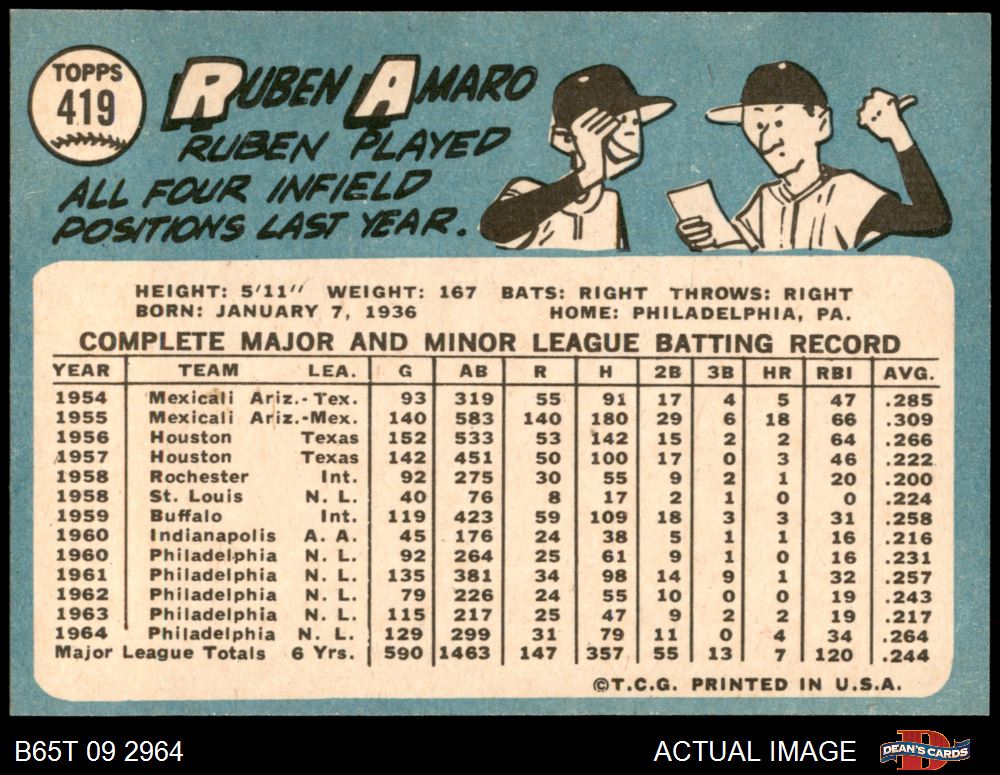 TOPPS
419
RUBEN AMARO
RUBEN PLAYED
ALL FOUR INFIELD
POSITIONS LAST YEAR.
HEIGHT: 5'11" WEIGHT: 167 BATS: RIGHT THROWS: RIGHT
BORN: JANUARY 7, 1936 HOME: PHILADELPHIA, PA.
COMPLETE MAJOR AND MINOR LEAGUE BATTING RECORD
YEAR TEAM LEA. G AB R H 2B 3B HR RBI AVG.
1954 Mexicali Ariz.-Tex. 93 319 55 91 17 4 5 47 .285
1955 Mexicali Ariz.-Mex. 140 583 140 180 29 6 18 66 .309
1956 Houston Texas 152 533 53 142 15 2 2 64 .266
1957 Houston Texas 142 451 50 100 17 0 3 46 .222
1958 Rochester Int. 92 275 30 55 9 2 1 20 .200
1958 St. Louis N. L. 40 76 8 17 2 1 0 0 .224
1959 Buffalo Int. 119 423 59 109 18 3 3 31 .258
1960 Indianapolis A. A. 45 176 24 38 5 1 1 16 .216
1960 Philadelphia N. L. 92 264 25 61 9 1 0 16 .231
1961 Philadelphia N. L. 135 381 34 98 14 9 1 32 .257
1962 Philadelphia N. L. 79 226 24 55 10 0 0 19 .243
1963 Philadelphia N. L. 115 217 25 47 9 2 2 19 .217
1964 Philadelphia N. L. 129 299 31 79 11 0 4 34 .264
Major League Totals 6 Yrs. 590 1463 147 357 55 13 7 120 .244
©T.C.G. PRINTED IN U.S.A.
B65T 09 2964 ACTUAL IMAGE DEAN'S CARDS